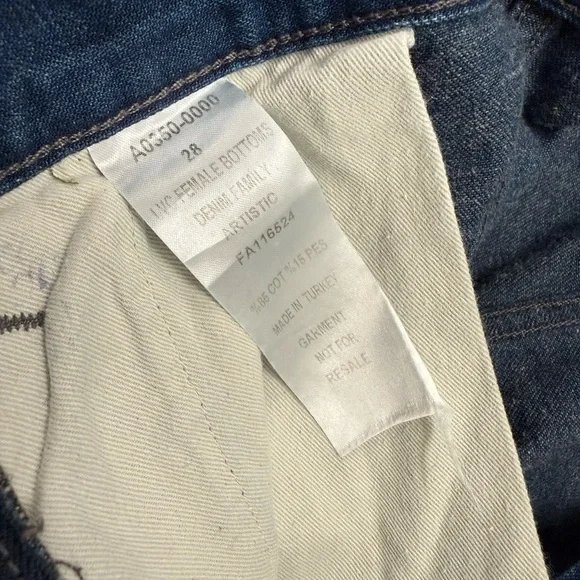 A0350-0000
28
LVC FEMALE BOTTOMS
DENIM FAMILY
ARTISTIC
FA116524
%85 COT %15 PES
MADE IN TURKEY
GARMENT
NOT FOR
RESALE